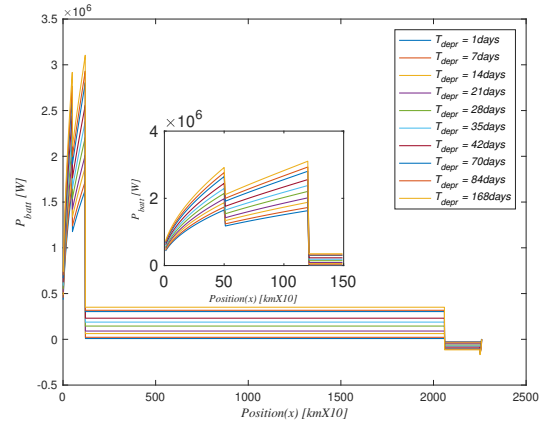 ×10⁶
3.5
3
2.5
2
1.5
1
0.5
0
-0.5
P_batt [W]
0
500
1000
1500
2000
2500
Position(x) [kmX10]
T_depr = 1days
T_depr = 7days
T_depr = 14days
T_depr = 21days
T_depr = 28days
T_depr = 35days
T_depr = 42days
T_depr = 70days
T_depr = 84days
T_depr = 168days
×10⁶
4
2
0
P_batt [W]
0
50
100
150
Position(x) [kmX10]